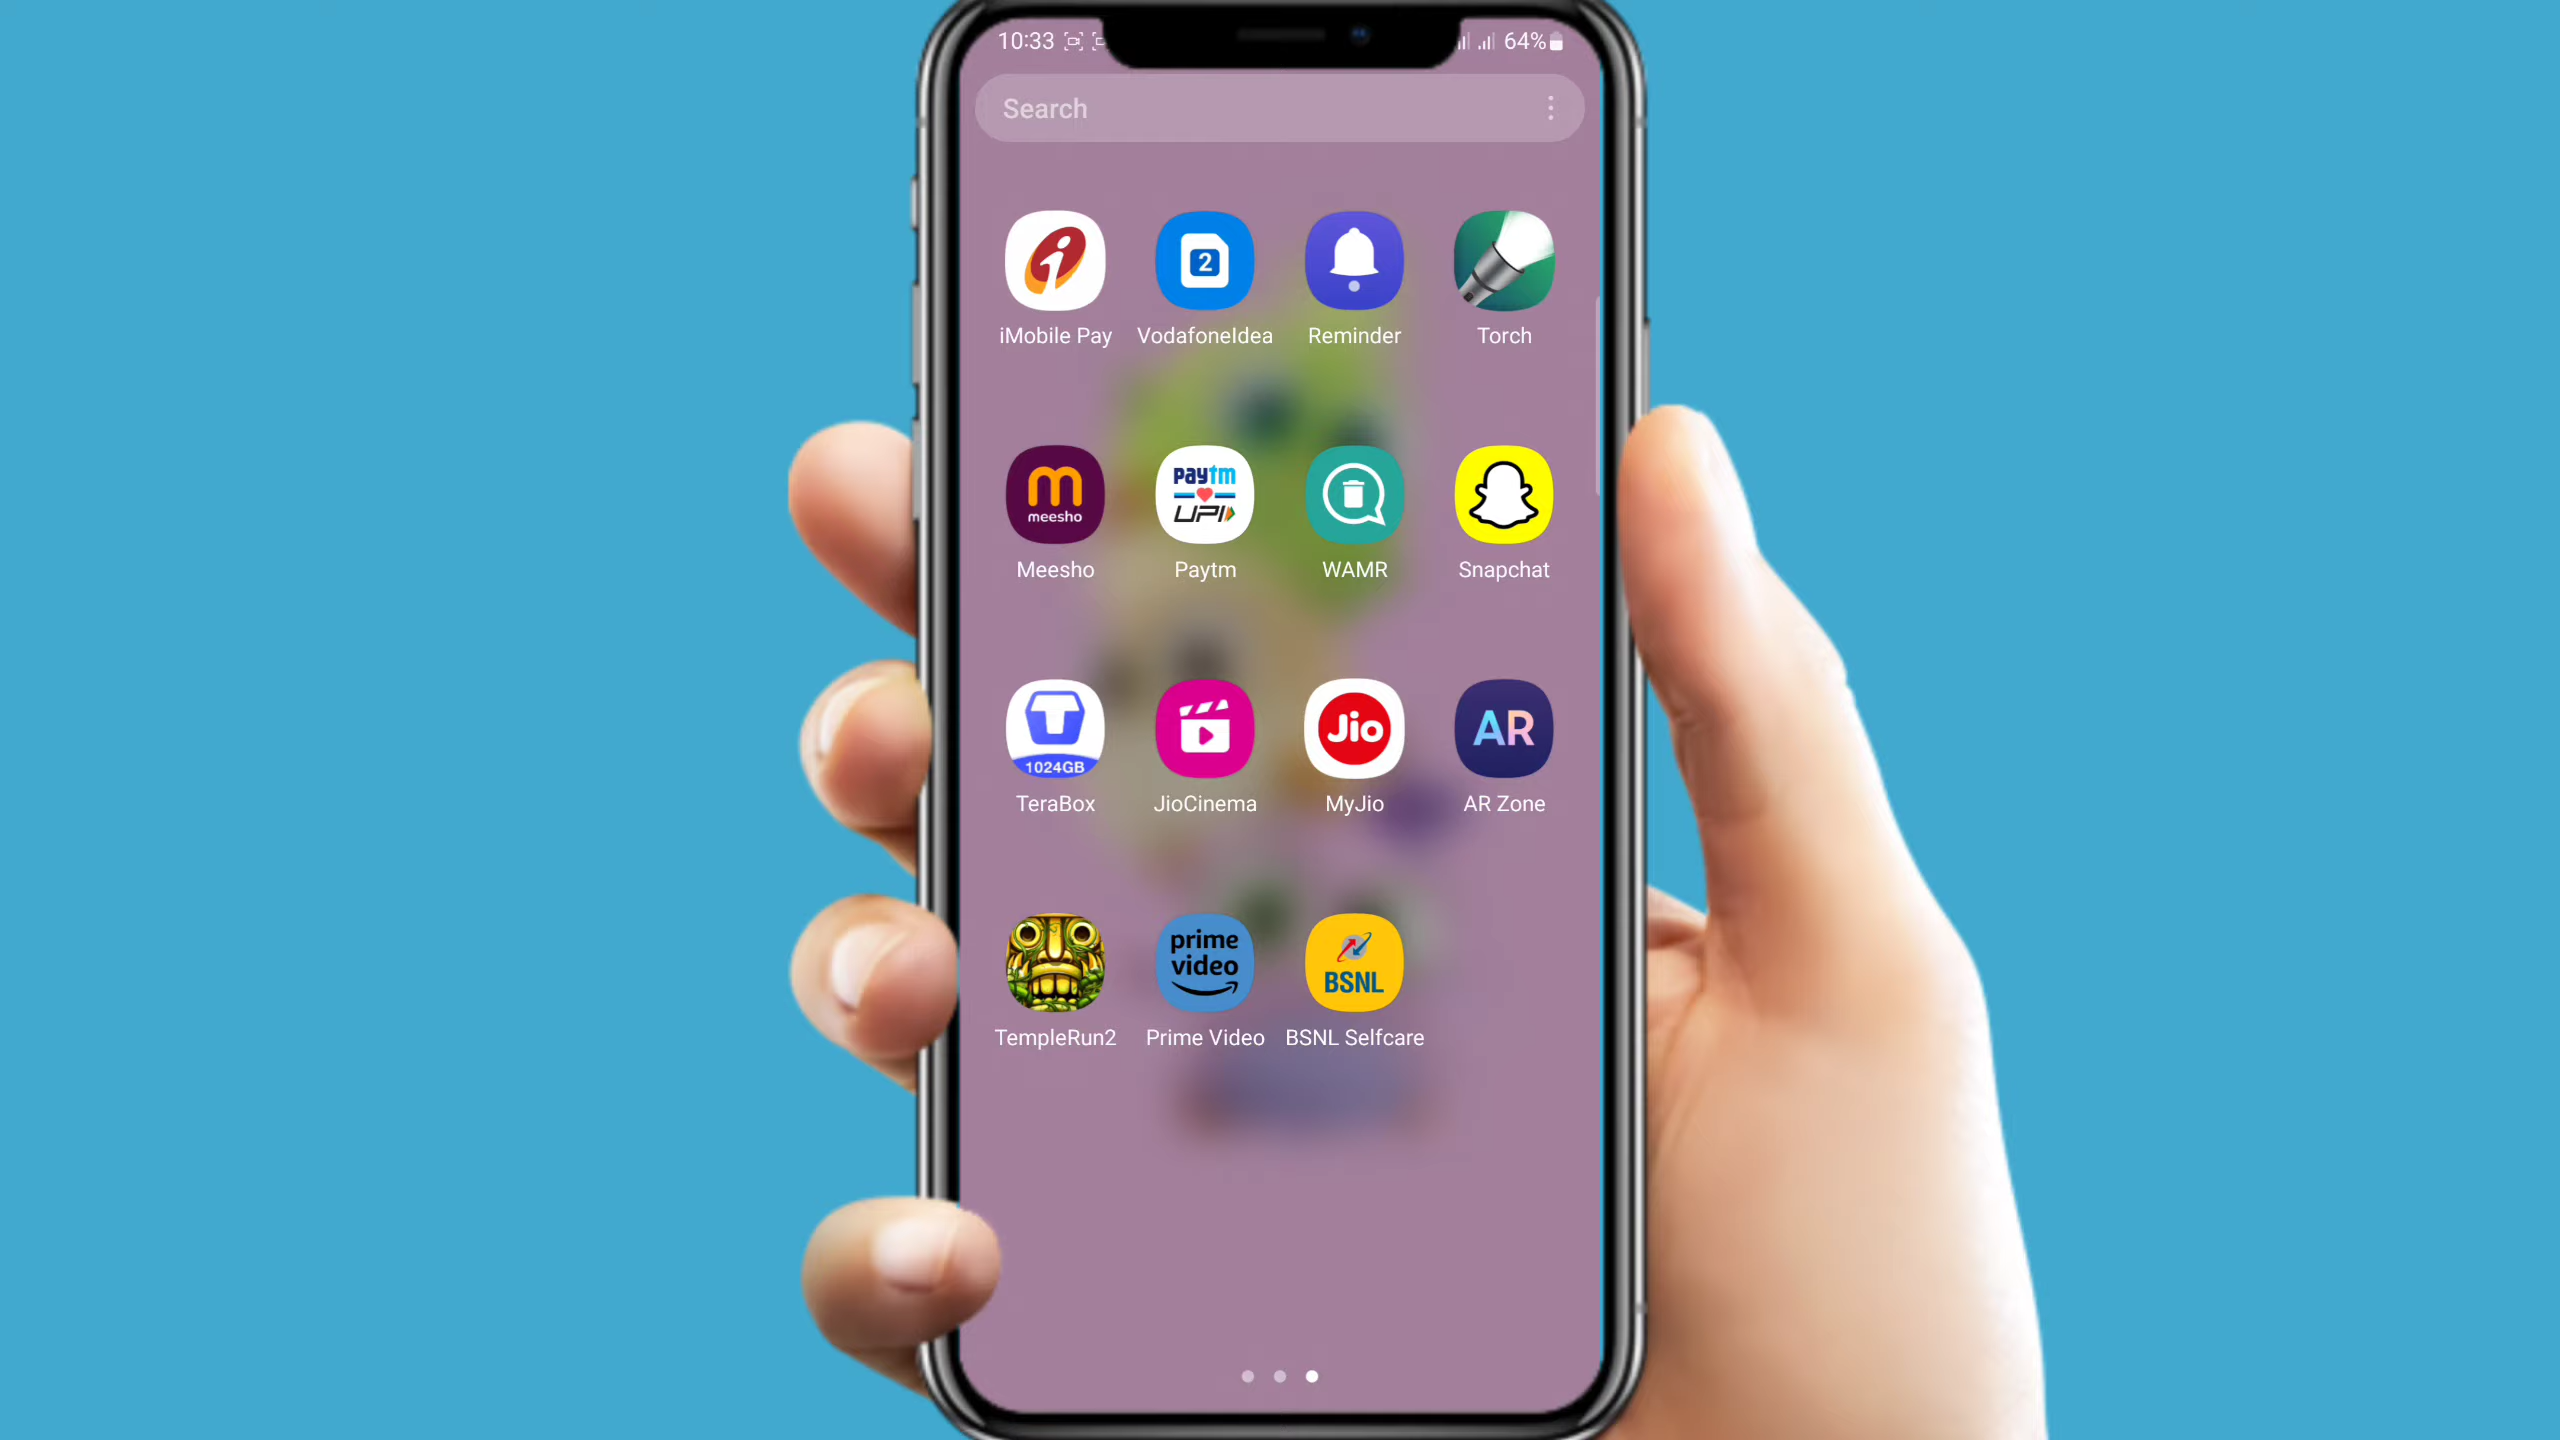 10:33 64%
Search
2
iMobile Pay VodafoneIdea Reminder Torch
meesho
paytm
UPI
Meesho Paytm WAMR Snapchat
1024GB
Jio
AR
TeraBox JioCinema MyJio AR Zone
prime
video
BSNL
TempleRun2 Prime Video BSNL Selfcare